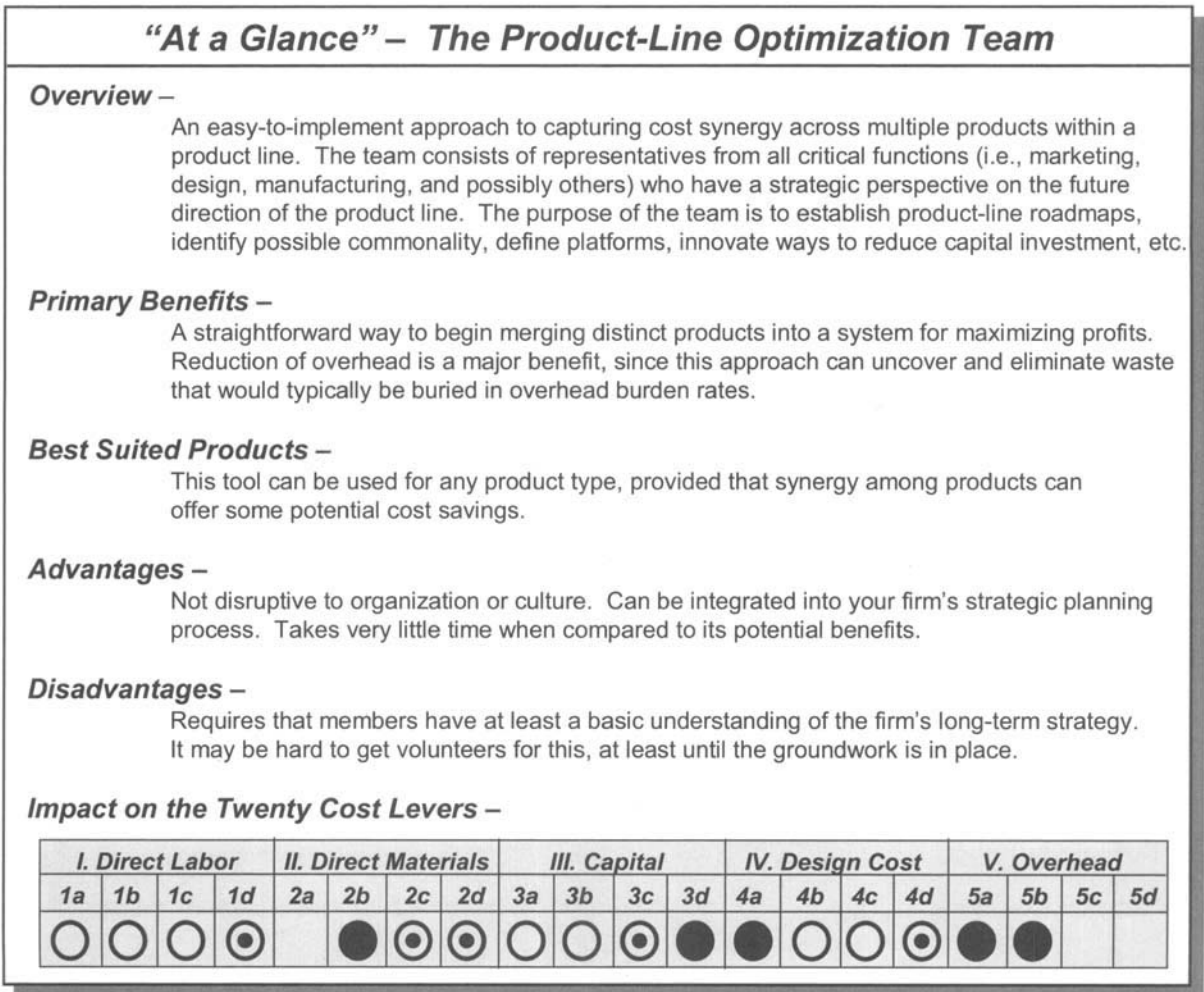 “At a Glance” – The Product-Line Optimization Team
Overview –
An easy-to-implement approach to capturing cost synergy across multiple products within a
product line. The team consists of representatives from all critical functions (i.e., marketing,
design, manufacturing, and possibly others) who have a strategic perspective on the future
direction of the product line. The purpose of the team is to establish product-line roadmaps,
identify possible commonality, define platforms, innovate ways to reduce capital investment, etc.
Primary Benefits –
A straightforward way to begin merging distinct products into a system for maximizing profits.
Reduction of overhead is a major benefit, since this approach can uncover and eliminate waste
that would typically be buried in overhead burden rates.
Best Suited Products –
This tool can be used for any product type, provided that synergy among products can
offer some potential cost savings.
Advantages –
Not disruptive to organization or culture. Can be integrated into your firm’s strategic planning
process. Takes very little time when compared to its potential benefits.
Disadvantages –
Requires that members have at least a basic understanding of the firm’s long-term strategy.
It may be hard to get volunteers for this, at least until the groundwork is in place.
Impact on the Twenty Cost Levers –
I. Direct Labor II. Direct Materials III. Capital IV. Design Cost V. Overhead
1a 1b 1c 1d 2a 2b 2c 2d 3a 3b 3c 3d 4a 4b 4c 4d 5a 5b 5c 5d